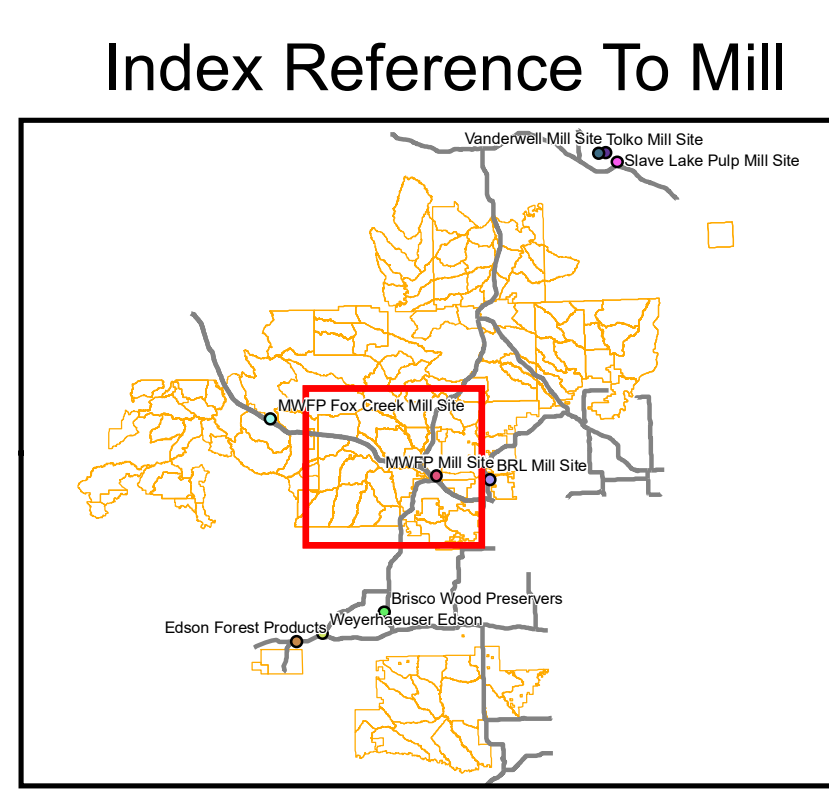 Index Reference To Mill
Vanderwell Mill Site
Tolko Mill Site
Slave Lake Pulp Mill Site
MWFP Fox Creek Mill Site
MWFP Mill Site
BRL Mill Site
Brisco Wood Preservers
Weyerhaeuser Edson
Edson Forest Products